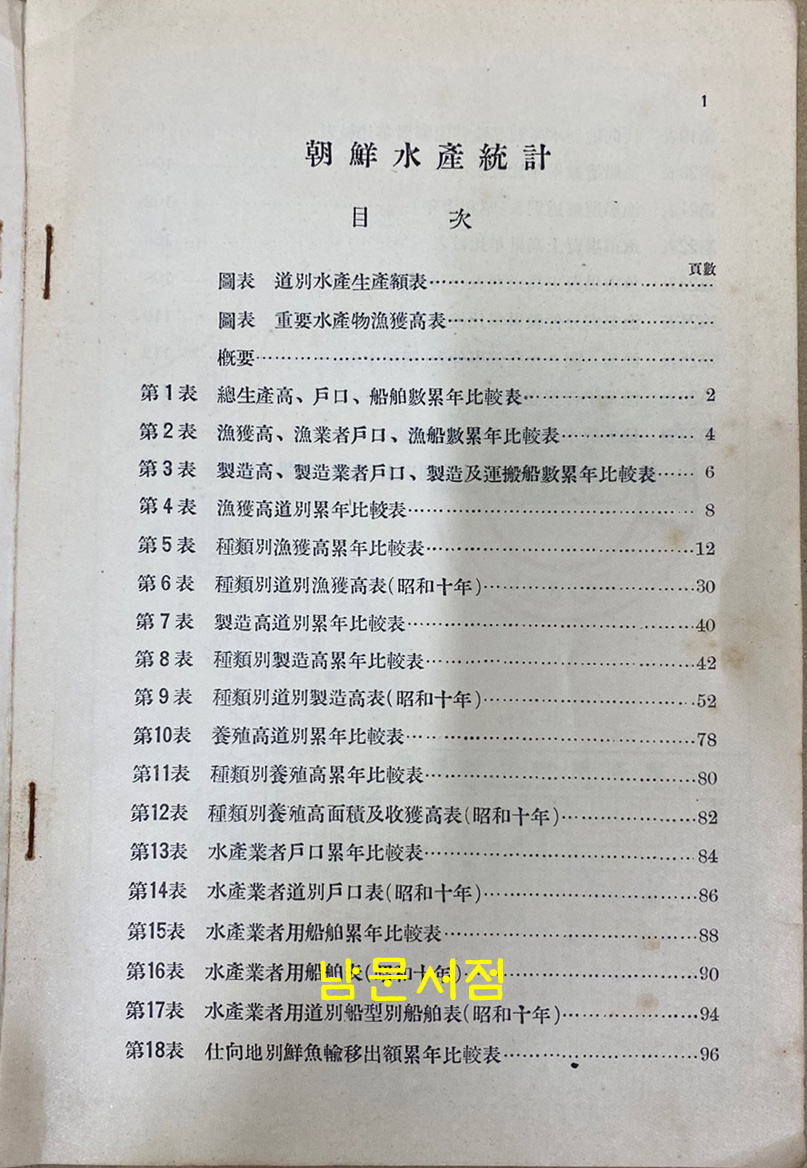 1
朝鮮水產統計
目 次
頁數
圖表 道別水產生產額表……………………………………
圖表 重要水產物漁獲高表…………………………………
槪要……………………………………………………………
第1表 總生產高、戶口、船舶數累年比較表……………………… 2
第2表 漁獲高、漁業者戶口、漁船數累年比較表………………… 4
第3表 製造高、製造業者戶口、製造及運搬船數累年比較表…… 6
第4表 漁獲高道別累年比較表……………………………………… 8
第5表 種類別漁獲高累年比較表……………………………………12
第6表 種類別道別漁獲高表(昭和十年)……………………………30
第7表 製造高道別累年比較表………………………………………40
第8表 種類別製造高累年比較表……………………………………42
第9表 種類別道別製造高表(昭和十年)……………………………52
第10表 養殖高道別累年比較表………………………………………78
第11表 種類別養殖高累年比較表……………………………………80
第12表 種類別養殖高面積及收獲高表(昭和十年)…………………82
第13表 水產業者戶口累年比較表……………………………………84
第14表 水產業者道別戶口表(昭和十年)……………………………86
第15表 水產業者用船舶累年比較表…………………………………88
第16表 水產業者用船舶表(昭和十年)………………………………90
밤문서점
第17表 水產業者用道別船型別船舶表(昭和十年)…………………94
第18表 仕向地別鮮魚輸移出額累年比較表…………………………96